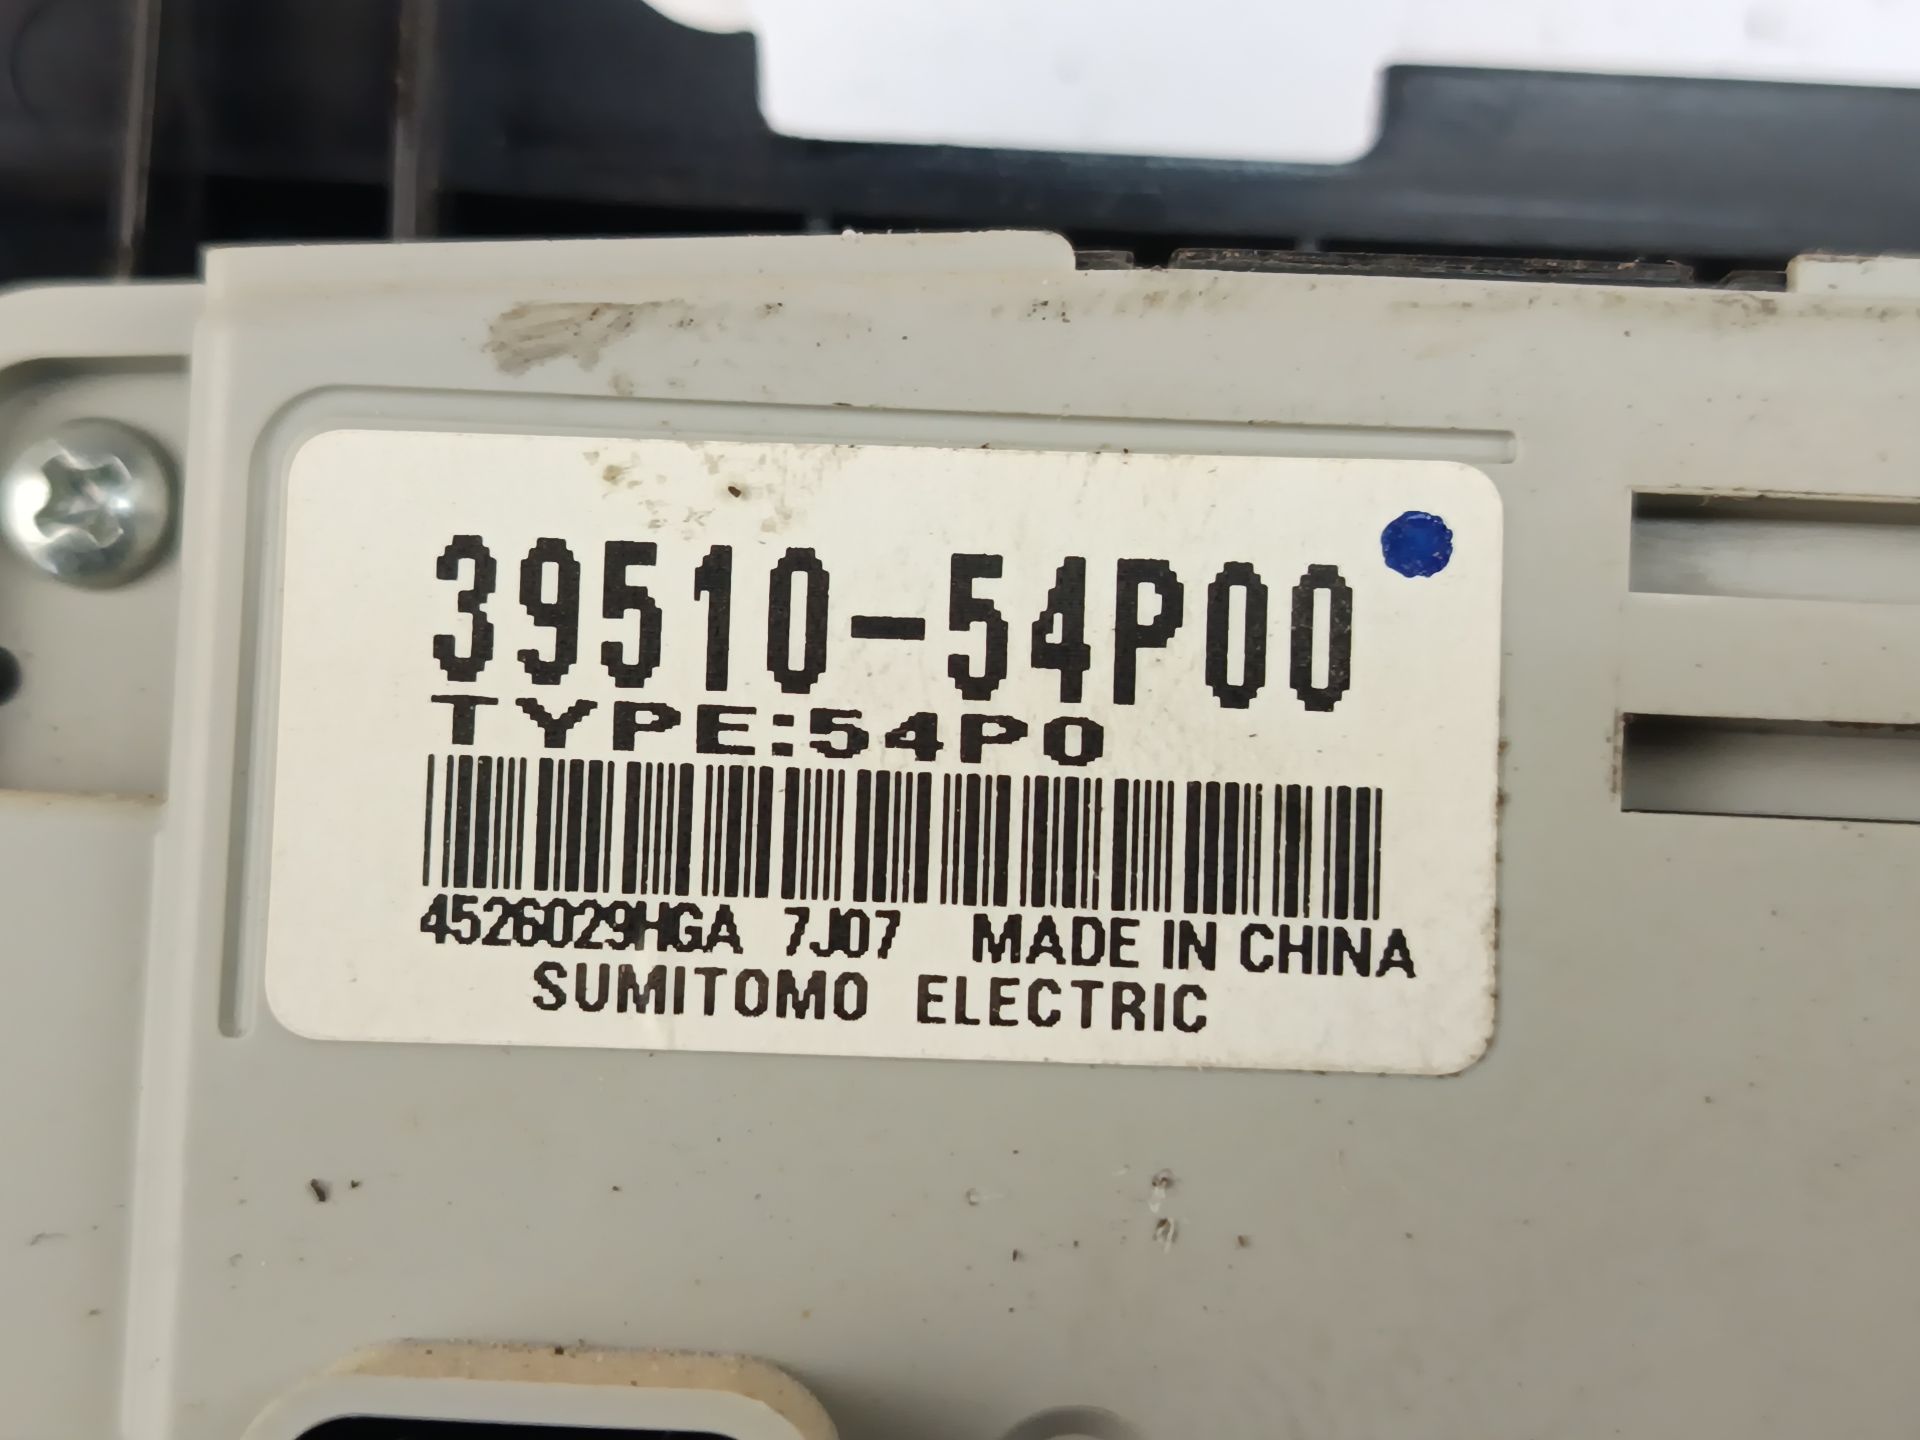 39510-54P00
TYPE:54P0
4526029HGA 7J07 MADE IN CHINA
SUMITOMO ELECTRIC